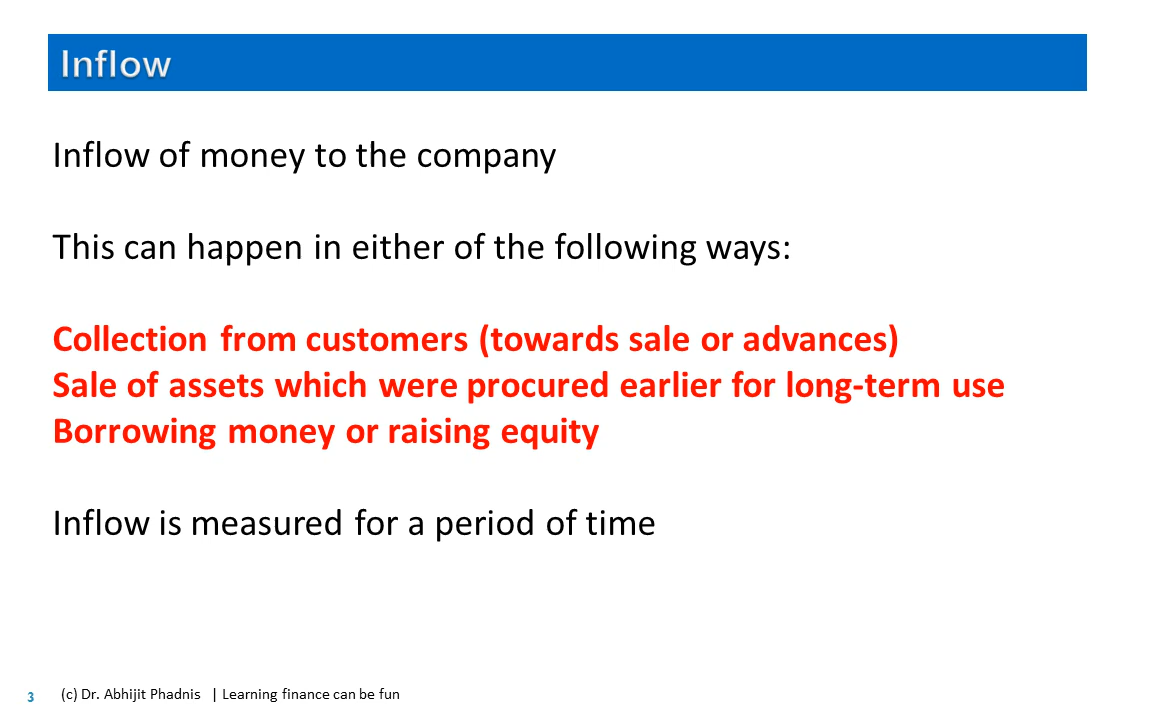 Inflow
Inflow of money to the company
This can happen in either of the following ways:
Collection from customers (towards sale or advances)
Sale of assets which were procured earlier for long-term use
Borrowing money or raising equity
Inflow is measured for a period of time
3 (c) Dr. Abhijit Phadnis | Learning finance can be fun